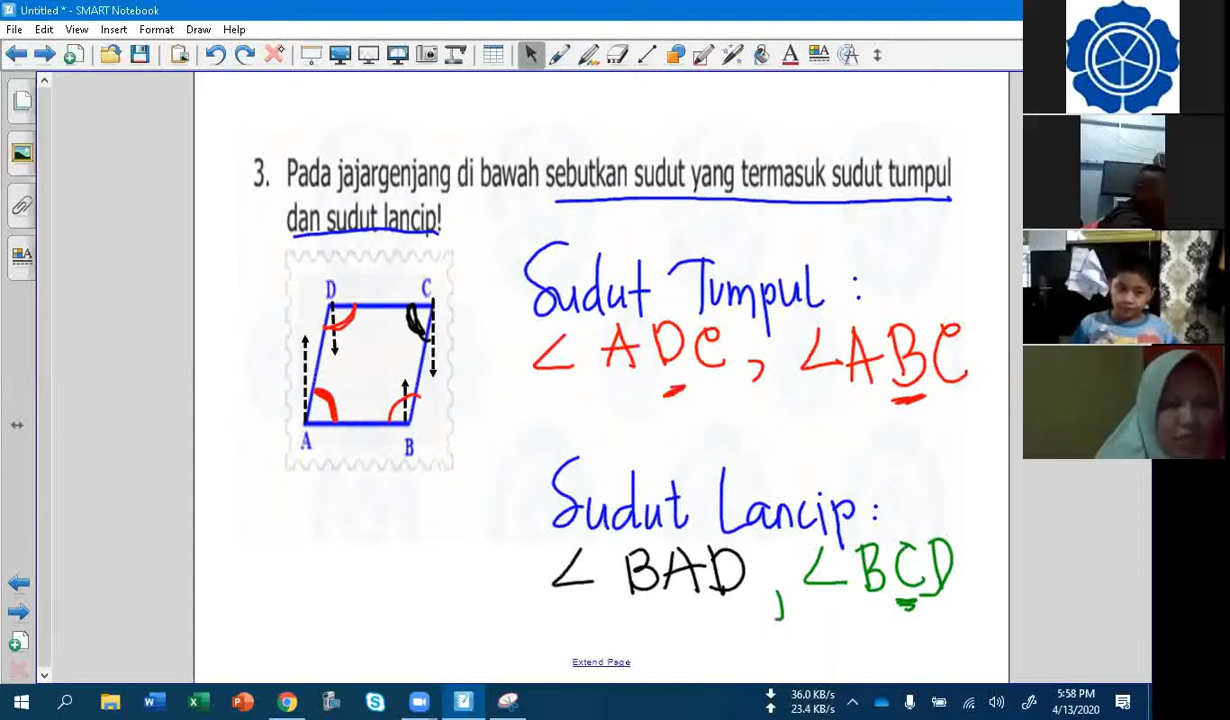 Untitled * - SMART Notebook
File Edit View Insert Format Draw Help
3. Pada jajargenjang di bawah sebutkan sudut yang termasuk sudut tumpul
dan sudut lancip!
D C
A B
Sudut Tumpul :
∠ ADC , ∠ABC
Sudut Lancip :
∠ BAD , ∠BCD
Extend Page
36.0 KB/s
23.4 KB/s
5:58 PM
4/13/2020